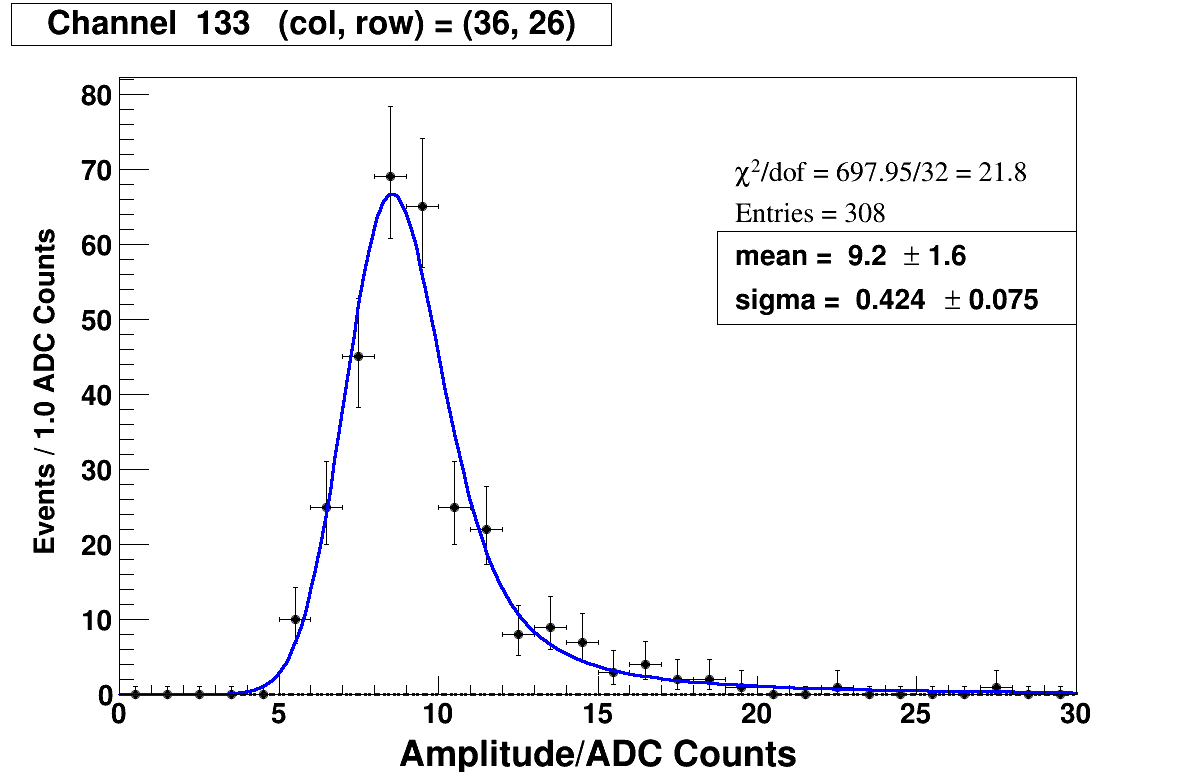 Channel 133 (col, row) = (36, 26)
χ²/dof = 697.95/32 = 21.8
Entries = 308
mean = 9.2 ± 1.6
sigma = 0.424 ± 0.075
Events / 1.0 ADC Counts
80
70
60
50
40
30
20
10
0
0 5 10 15 20 25 30
Amplitude/ADC Counts